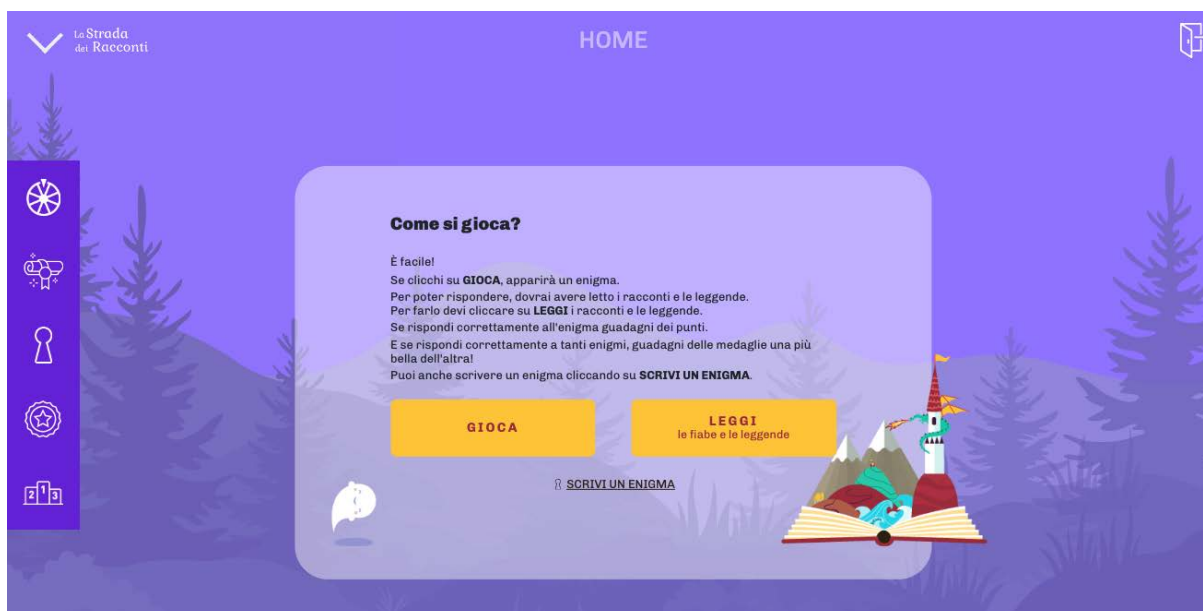 La Strada
dei Racconti
HOME
Come si gioca?
È facile!
Se clicchi su GIOCA, apparirà un enigma.
Per poter rispondere, dovrai avere letto i racconti e le leggende.
Per farlo devi cliccare su LEGGI i racconti e le leggende.
Se rispondi correttamente all'enigma guadagni dei punti.
E se rispondi correttamente a tanti enigmi, guadagni delle medaglie una più
bella dell'altra!
Puoi anche scrivere un enigma cliccando su SCRIVI UN ENIGMA.
GIOCA
LEGGI
le fiabe e le leggende
SCRIVI UN ENIGMA
2 1 3